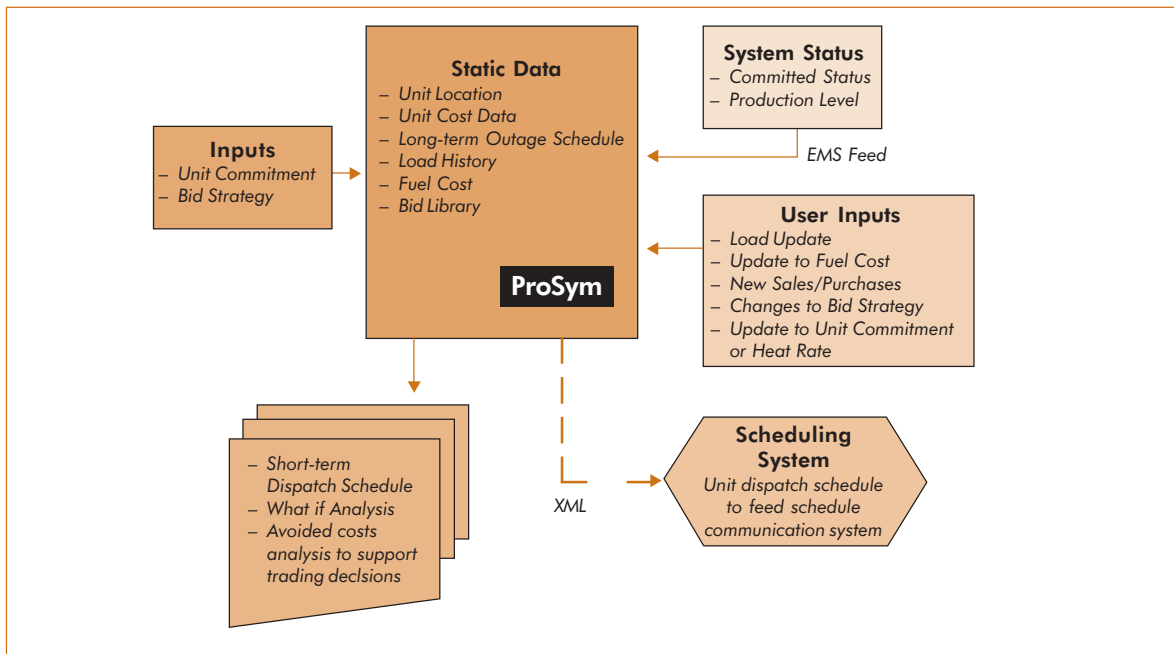 Static Data
– Unit Location
– Unit Cost Data
– Long-term Outage Schedule
– Load History
– Fuel Cost
– Bid Library
ProSym
Inputs
– Unit Commitment
– Bid Strategy
System Status
– Committed Status
– Production Level
EMS Feed
User Inputs
– Load Update
– Update to Fuel Cost
– New Sales/Purchases
– Changes to Bid Strategy
– Update to Unit Commitment
or Heat Rate
– Short-term
Dispatch Schedule
– What if Analysis
– Avoided costs
analysis to support
trading declsions
XML
Scheduling
System
Unit dispatch schedule
to feed schedule
communication system